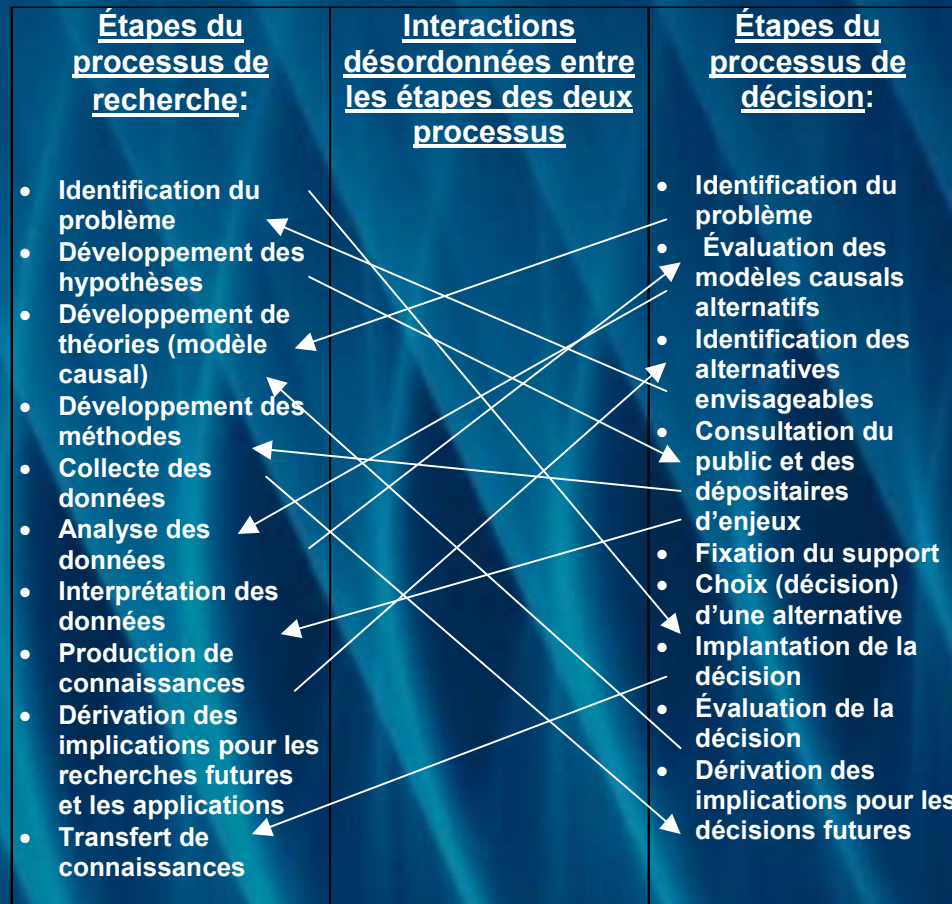 Étapes du
processus de
recherche:
• Identification du
problème
• Développement des
hypothèses
• Développement de
théories (modèle
causal)
• Développement des
méthodes
• Collecte des
données
• Analyse des
données
• Interprétation des
données
• Production de
connaissances
• Dérivation des
implications pour les
recherches futures
et les applications
• Transfert de
connaissances
Interactions
désordonnées entre
les étapes des deux
processus
Étapes du
processus de
décision:
• Identification du
problème
• Évaluation des
modèles causals
alternatifs
• Identification des
alternatives
envisageables
• Consultation du
public et des
dépositaires
d’enjeux
• Fixation du support
• Choix (décision)
d’une alternative
• Implantation de la
décision
• Évaluation de la
décision
• Dérivation des
implications pour les
décisions futures